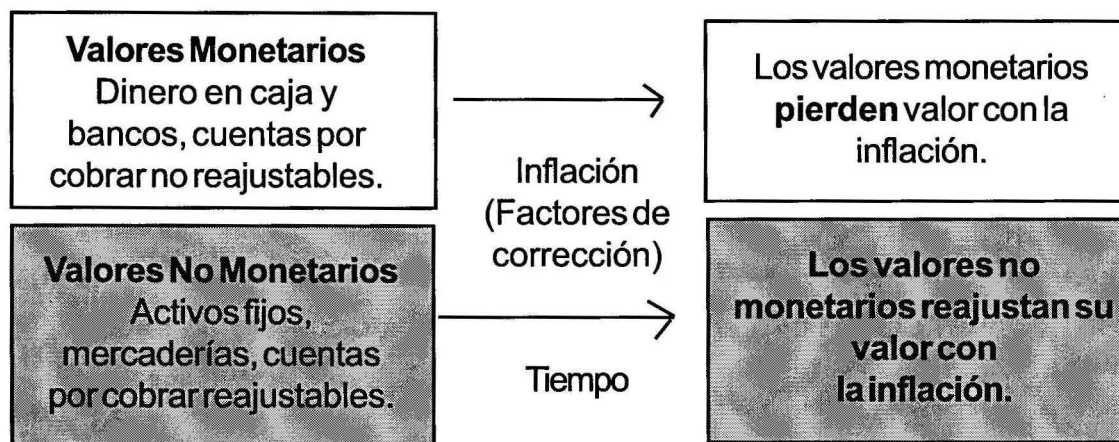 Valores Monetarios
Dinero en caja y
bancos, cuentas por
cobrar no reajustables.
Inflación
(Factores de
corrección)
Los valores monetarios
pierden valor con la
inflación.
Valores No Monetarios
Activos fijos,
mercaderías, cuentas
por cobrar reajustables.
Tiempo
Los valores no
monetarios reajustan su
valor con
la inflación.